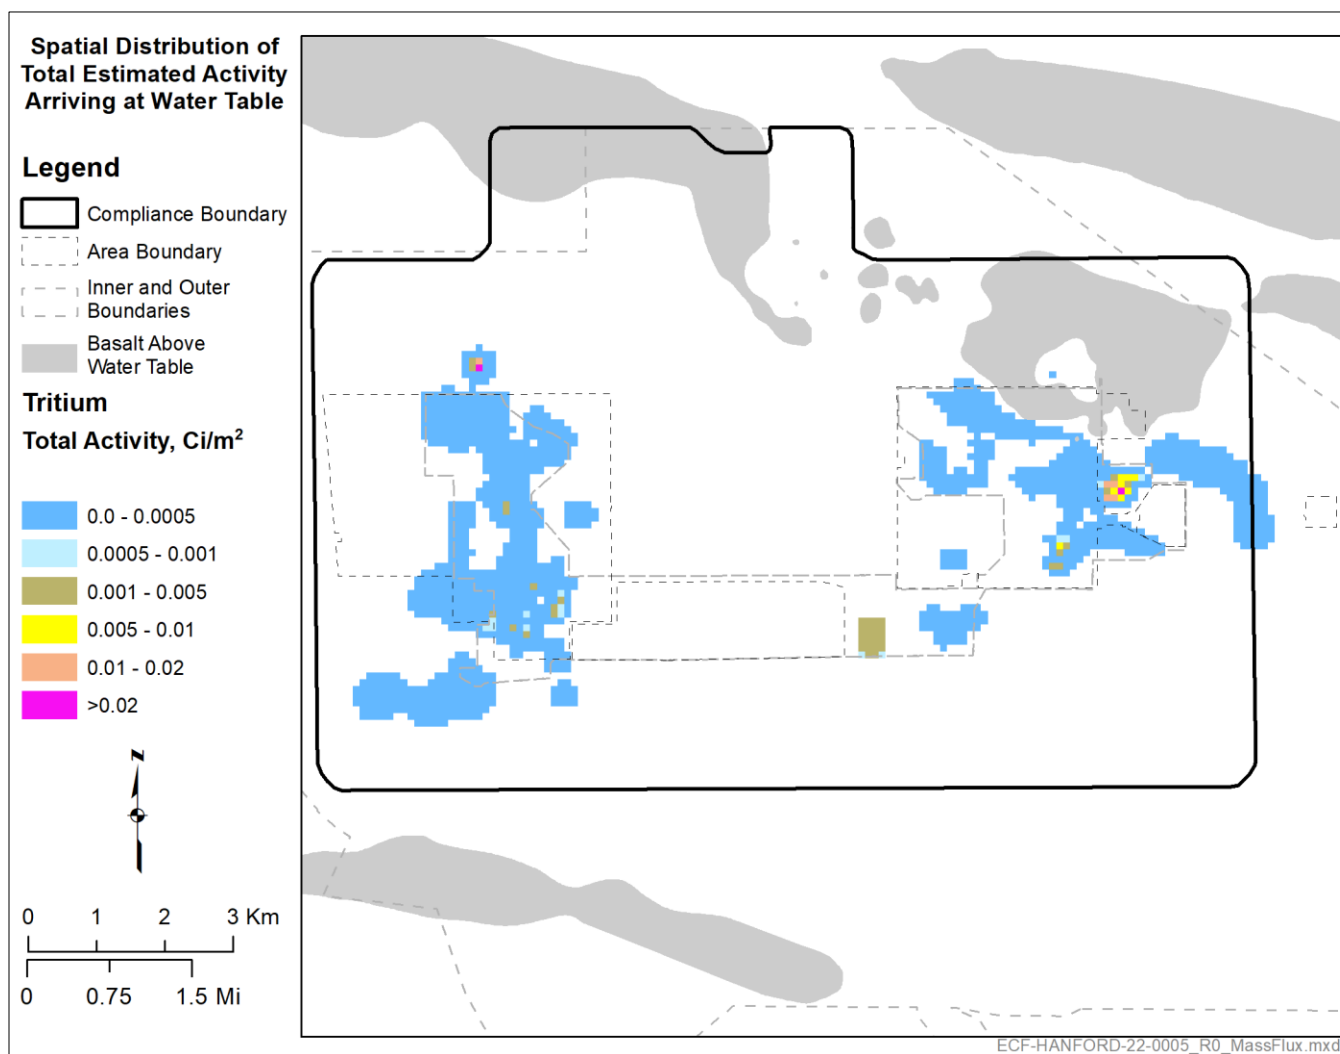 Spatial Distribution of
Total Estimated Activity
Arriving at Water Table
Legend
Compliance Boundary
Area Boundary
Inner and Outer
Boundaries
Basalt Above
Water Table
Tritium
Total Activity, Ci/m²
0.0 - 0.0005
0.0005 - 0.001
0.001 - 0.005
0.005 - 0.01
0.01 - 0.02
>0.02
N
0 1 2 3 Km
0 0.75 1.5 Mi
ECF-HANFORD-22-0005_R0_MassFlux.mxd